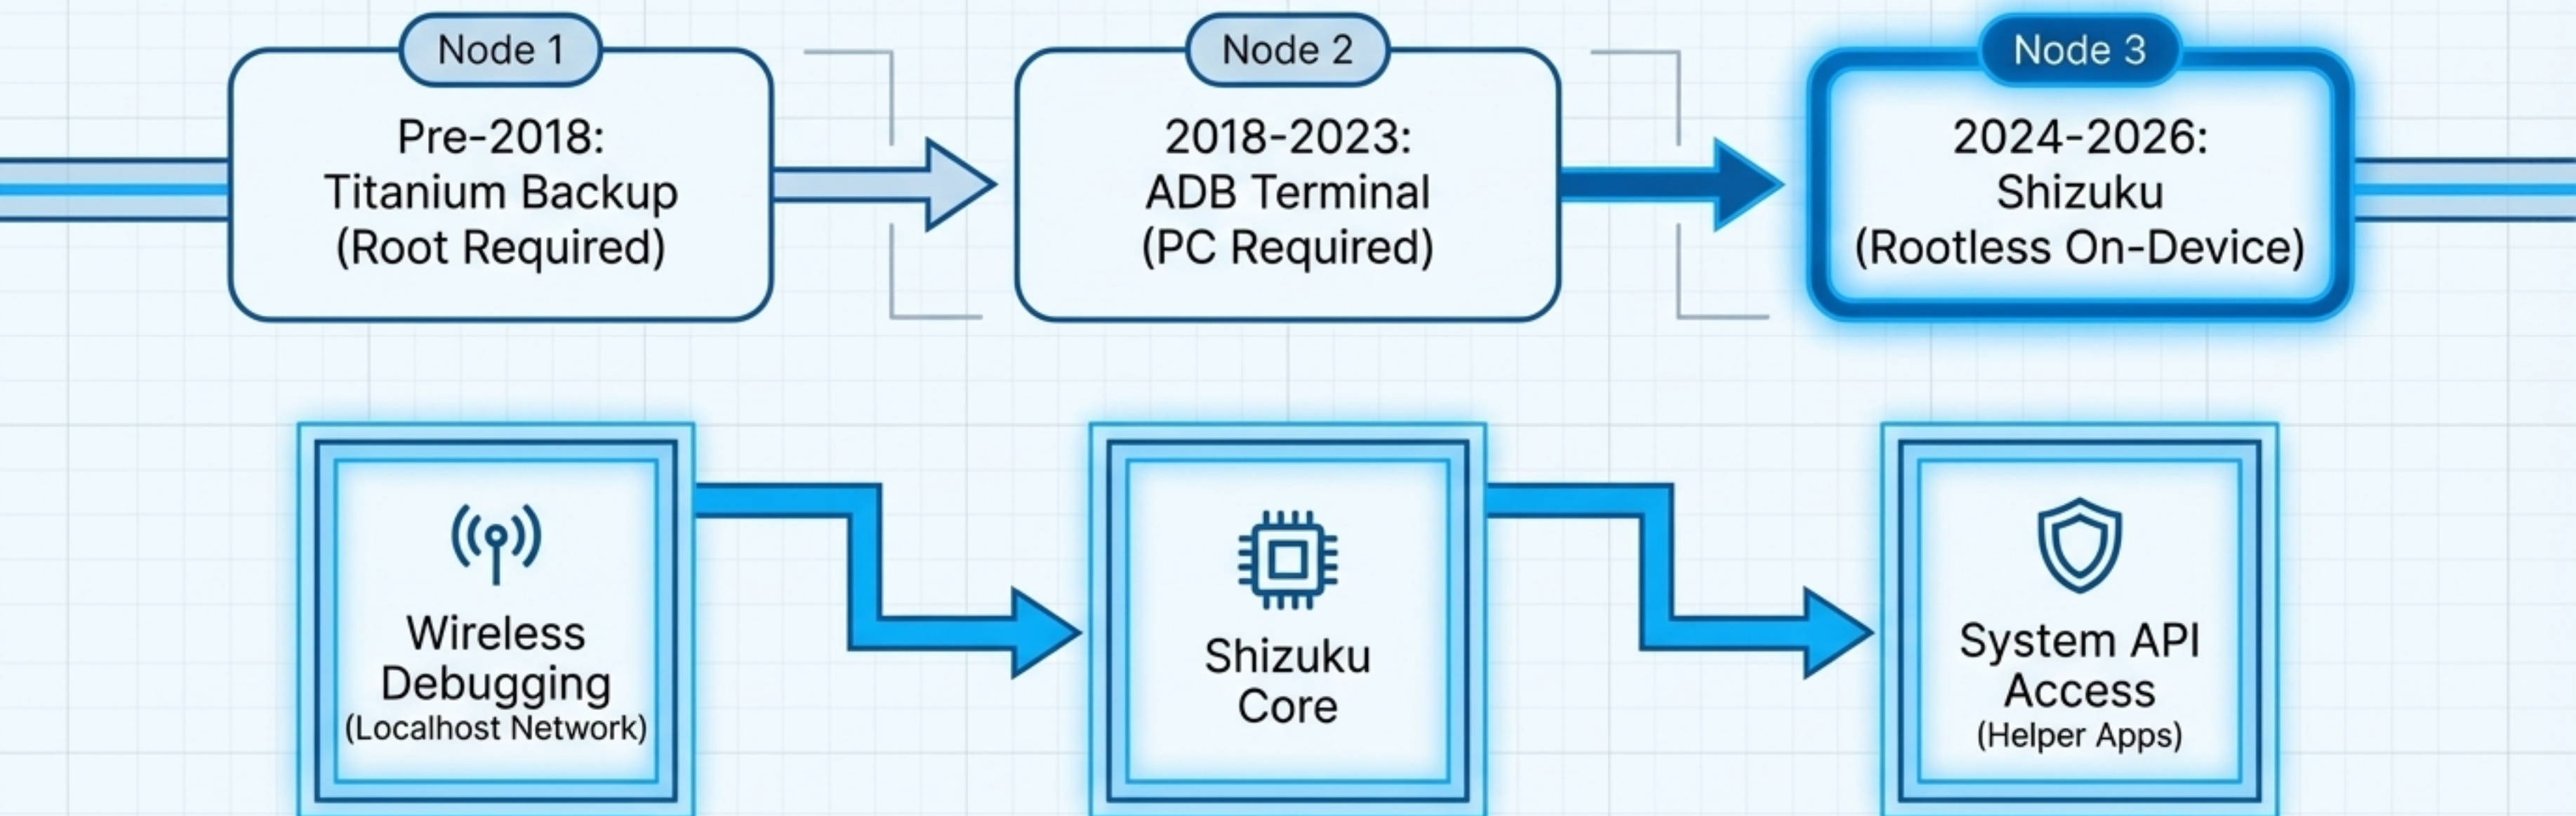 Node 1
Pre-2018:
Titanium Backup
(Root Required)
Node 2
2018-2023:
ADB Terminal
(PC Required)
Node 3
2024-2026:
Shizuku
(Rootless On-Device)
Wireless
Debugging
(Localhost Network)
Shizuku
Core
System API
Access
(Helper Apps)